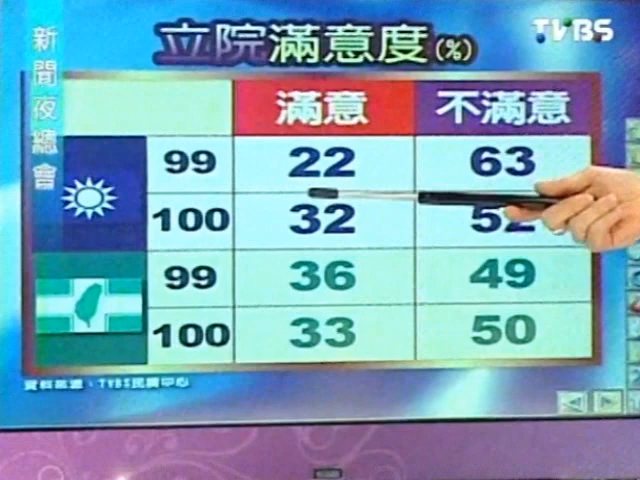 立院滿意度(%)
TVBS
新聞夜總會
滿意 不滿意
99 22 63
100 32 52
99 36 49
100 33 50
資料來源：TVBS民調中心